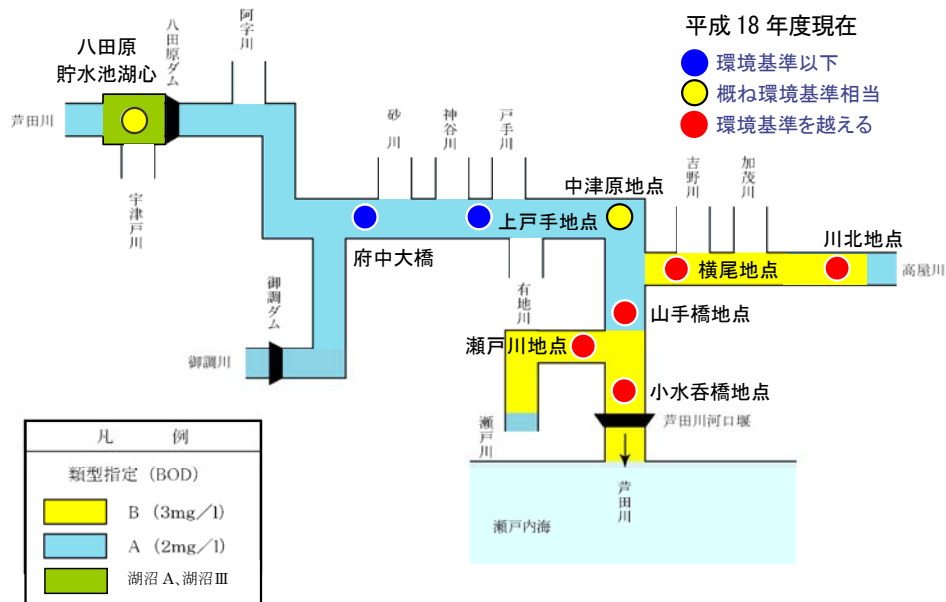 平成 18 年度現在
環境基準以下
概ね環境基準相当
環境基準を越える
八田原
貯水池湖心
八田原ダム
阿字川
芦田川
宇津戸川
砂川
神谷川
戸手川
中津原地点
吉野川
加茂川
川北地点
上戸手地点
府中大橋
横尾地点
高屋川
有地川
御調ダム
山手橋地点
瀬戸川地点
御調川
小水呑橋地点
芦田川河口堰
瀬戸川
芦田川
瀬戸内海
凡 例
類型指定 (BOD)
B (3mg/l)
A (2mg/l)
湖沼 A、湖沼Ⅲ